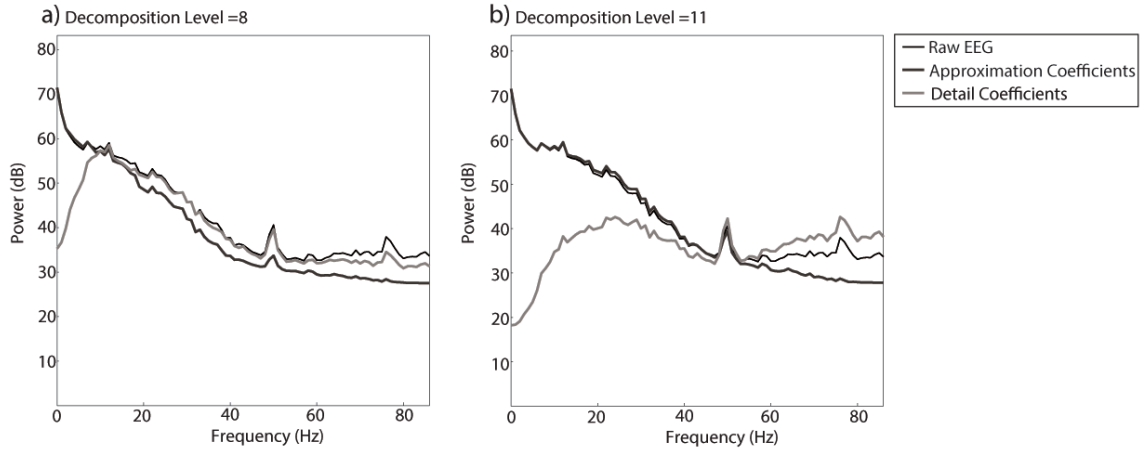 a) Decomposition Level =8
80
70
60
50
40
30
20
10
0
20
40
60
80
Power (dB)
Frequency (Hz)
b) Decomposition Level =11
80
70
60
50
40
30
20
10
0
20
40
60
80
Power (dB)
Frequency (Hz)
Raw EEG
Approximation Coefficients
Detail Coefficients